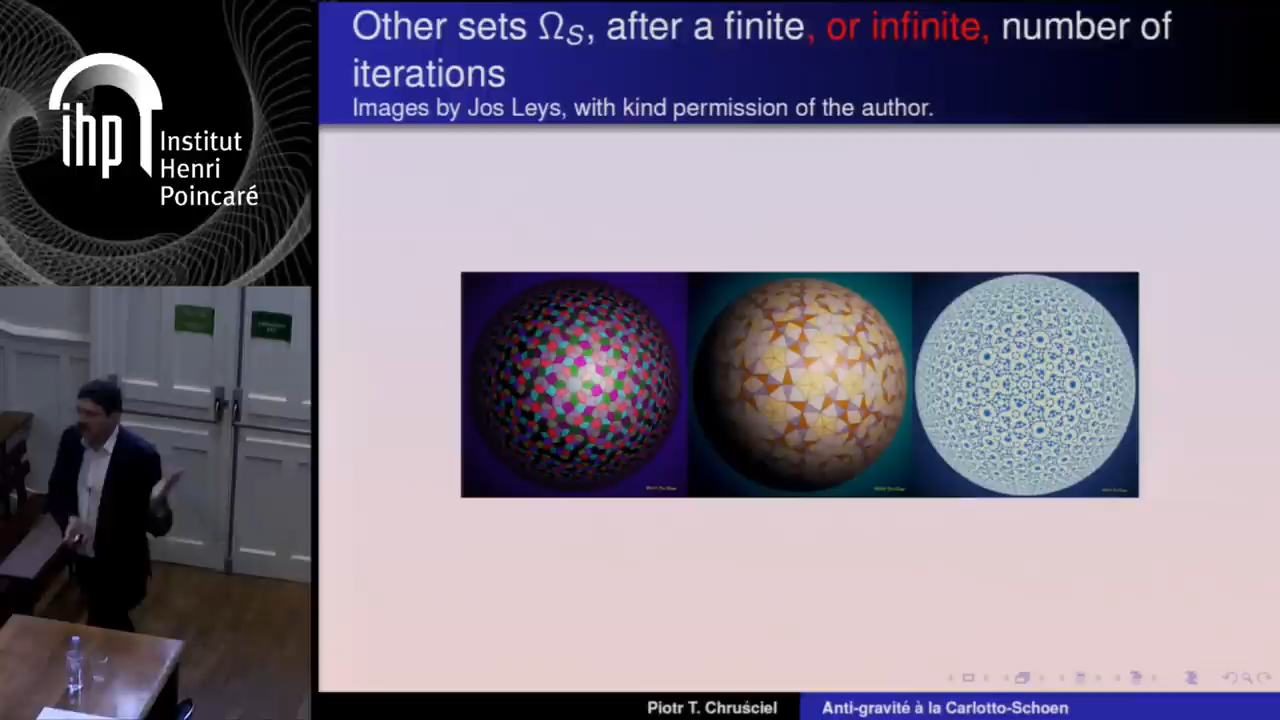 Other sets Ω_S, after a finite, or infinite, number of
iterations
Images by Jos Leys, with kind permission of the author.
ihp Institut
Henri
Poincaré
Piotr T. Chruściel
Anti-gravité à la Carlotto-Schoen